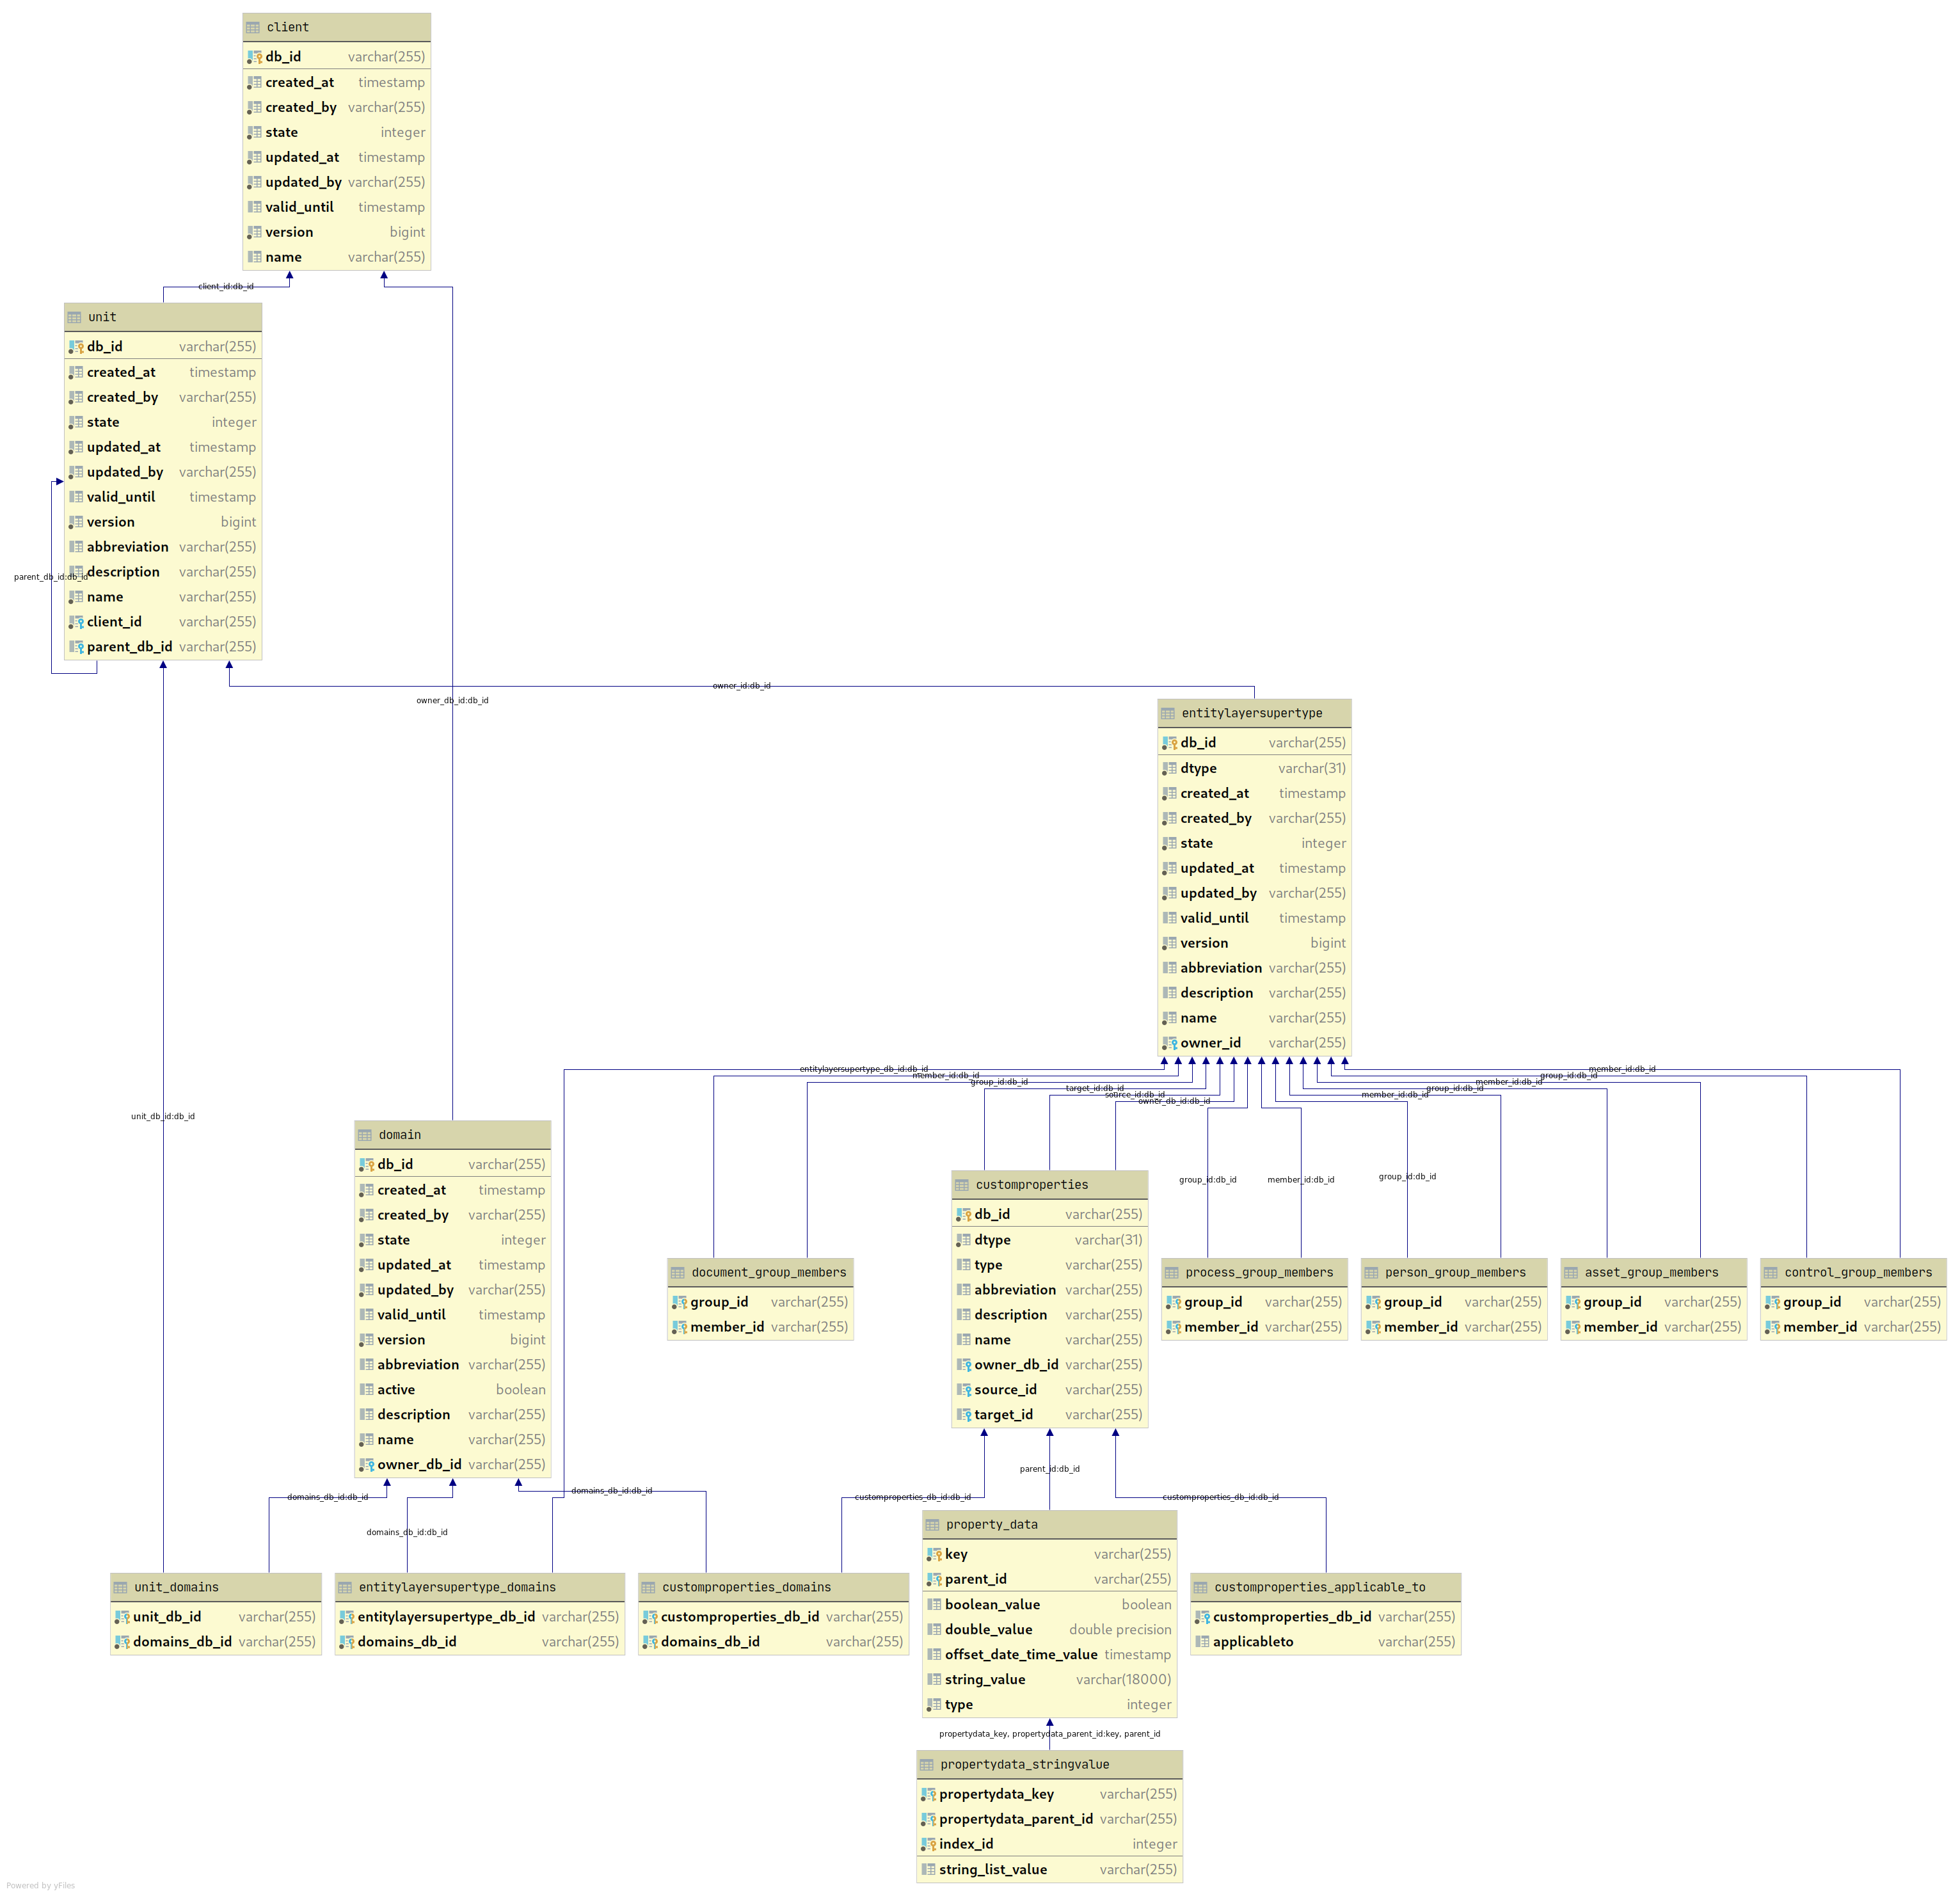 client
db_id varchar(255)
created_at timestamp
created_by varchar(255)
state integer
updated_at timestamp
updated_by varchar(255)
valid_until timestamp
version bigint
name varchar(255)
client_id:db_id
unit
db_id varchar(255)
created_at timestamp
created_by varchar(255)
state integer
updated_at timestamp
updated_by varchar(255)
valid_until timestamp
version bigint
abbreviation varchar(255)
description varchar(255)
name varchar(255)
client_id varchar(255)
parent_db_id varchar(255)
parent_db_id:db_id
owner_id:db_id
owner_db_id:db_id
entitylayersupertype
db_id varchar(255)
dtype varchar(31)
created_at timestamp
created_by varchar(255)
state integer
updated_at timestamp
updated_by varchar(255)
valid_until timestamp
version bigint
abbreviation varchar(255)
description varchar(255)
name varchar(255)
owner_id varchar(255)
entitylayersupertype_db_id:db_id
member_id:db_id
group_id:db_id
target_id:db_id
source_id:db_id
owner_db_id:db_id
member_id:db_id
group_id:db_id
member_id:db_id
group_id:db_id
member_id:db_id
unit_db_id:db_id
group_id:db_id
member_id:db_id
group_id:db_id
domain
db_id varchar(255)
created_at timestamp
created_by varchar(255)
state integer
updated_at timestamp
updated_by varchar(255)
valid_until timestamp
version bigint
abbreviation varchar(255)
active boolean
description varchar(255)
name varchar(255)
owner_db_id varchar(255)
document_group_members
group_id varchar(255)
member_id varchar(255)
customproperties
db_id varchar(255)
dtype varchar(31)
type varchar(255)
abbreviation varchar(255)
description varchar(255)
name varchar(255)
owner_db_id varchar(255)
source_id varchar(255)
target_id varchar(255)
process_group_members
group_id varchar(255)
member_id varchar(255)
person_group_members
group_id varchar(255)
member_id varchar(255)
asset_group_members
group_id varchar(255)
member_id varchar(255)
control_group_members
group_id varchar(255)
member_id varchar(255)
domains_db_id:db_id
domains_db_id:db_id
domains_db_id:db_id
customproperties_db_id:db_id
parent_id:db_id
customproperties_db_id:db_id
unit_domains
unit_db_id varchar(255)
domains_db_id varchar(255)
entitylayersupertype_domains
entitylayersupertype_db_id varchar(255)
domains_db_id varchar(255)
customproperties_domains
customproperties_db_id varchar(255)
domains_db_id varchar(255)
property_data
key varchar(255)
parent_id varchar(255)
boolean_value boolean
double_value double precision
offset_date_time_value timestamp
string_value varchar(18000)
type integer
customproperties_applicable_to
customproperties_db_id varchar(255)
applicableto varchar(255)
propertydata_key, propertydata_parent_id:key, parent_id
propertydata_stringvalue
propertydata_key varchar(255)
propertydata_parent_id varchar(255)
index_id integer
string_list_value varchar(255)
Powered by yFiles